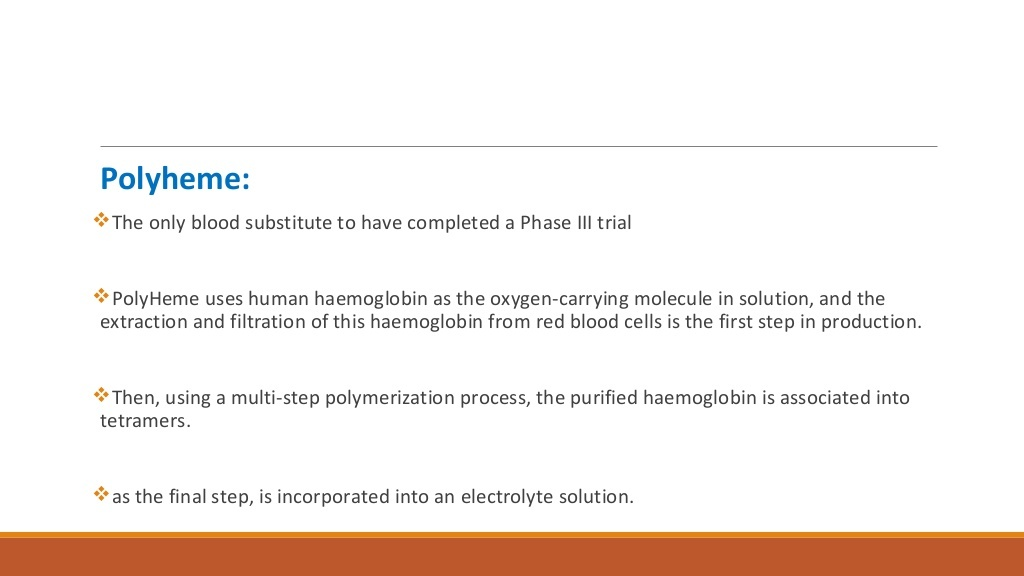 Polyheme:
❖The only blood substitute to have completed a Phase III trial
❖PolyHeme uses human haemoglobin as the oxygen-carrying molecule in solution, and the
extraction and filtration of this haemoglobin from red blood cells is the first step in production.
❖Then, using a multi-step polymerization process, the purified haemoglobin is associated into
tetramers.
❖as the final step, is incorporated into an electrolyte solution.